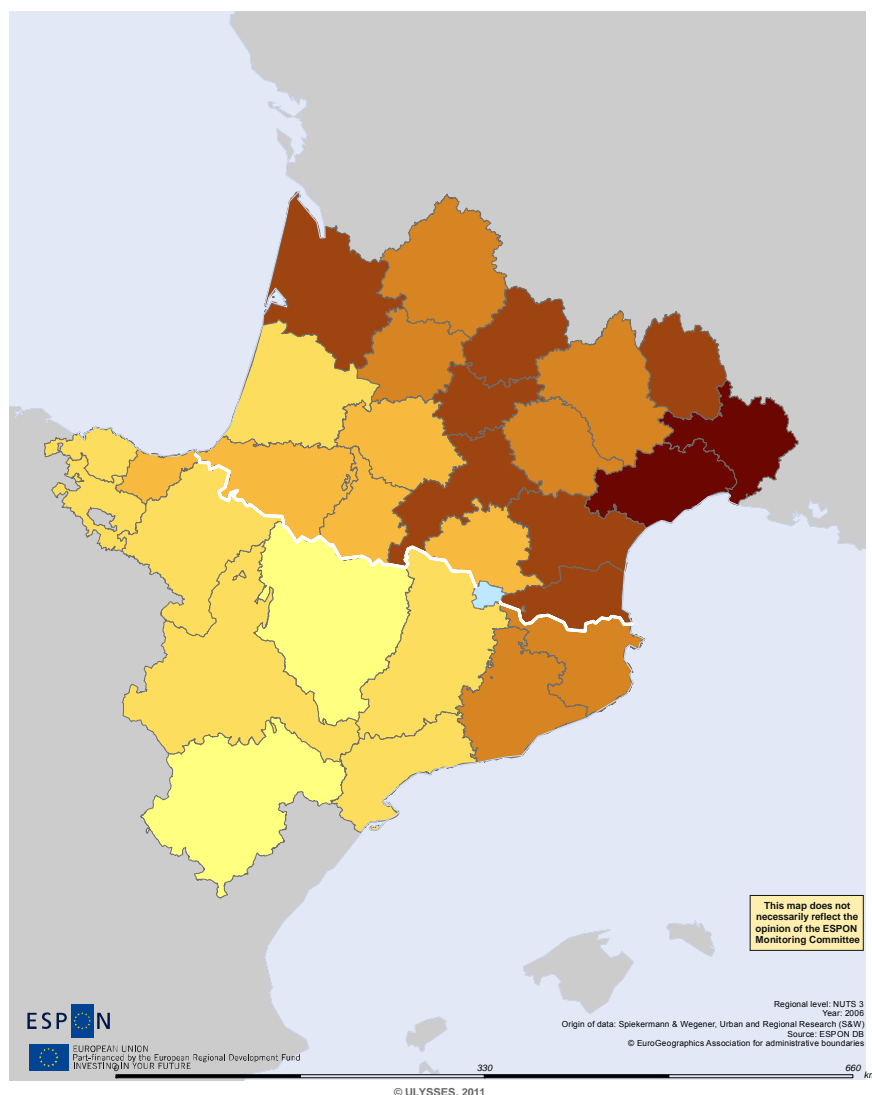 This map does not
necessarily reflect the
opinion of the ESPON
Monitoring Committee
Regional level: NUTS 3
Year: 2006
Origin of data: Spiekermann & Wegener, Urban and Regional Research (S&W)
Source: ESPON DB
© EuroGeographics Association for administrative boundaries
ESPON
EUROPEAN UNION
Part-financed by the European Regional Development Fund
INVESTING IN YOUR FUTURE
0 330 660
km
© ULYSSES, 2011